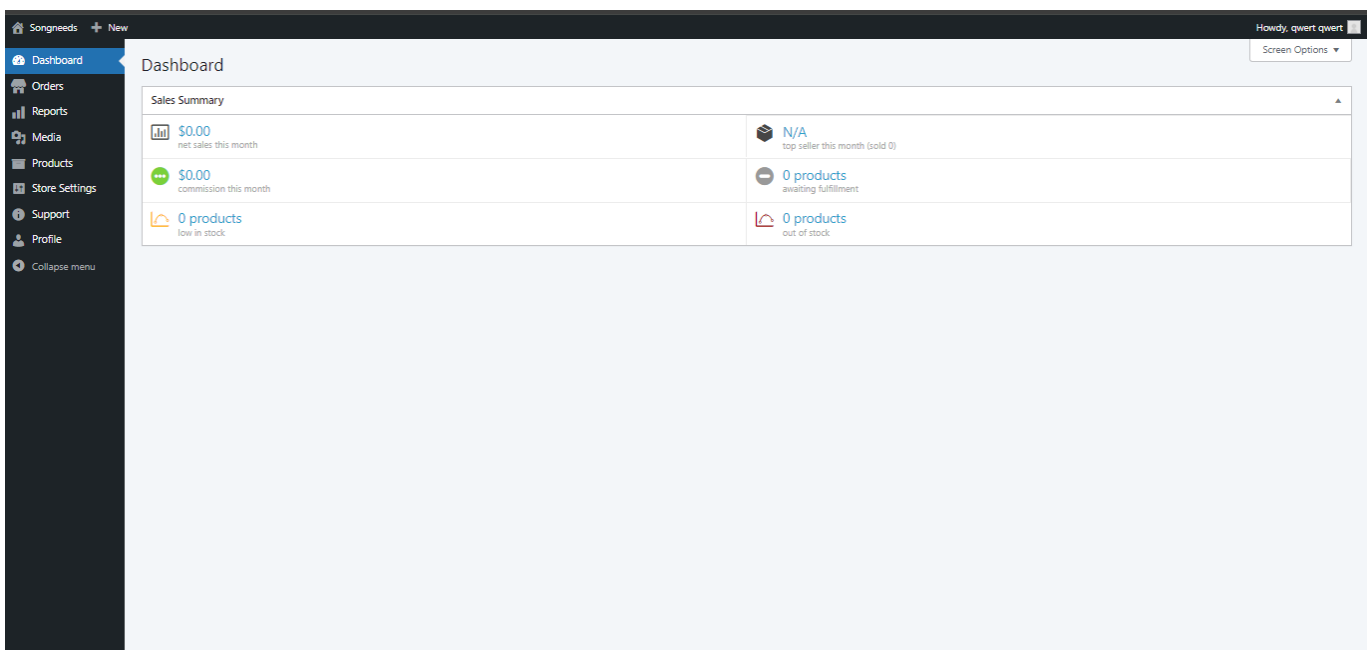 Songneeds New Howdy, qwert qwert
Screen Options
Dashboard
Orders
Reports
Media
Products
Store Settings
Support
Profile
Collapse menu
Dashboard
Sales Summary
$0.00
net sales this month
N/A
top seller this month (sold 0)
$0.00
commission this month
0 products
awaiting fulfillment
0 products
low in stock
0 products
out of stock